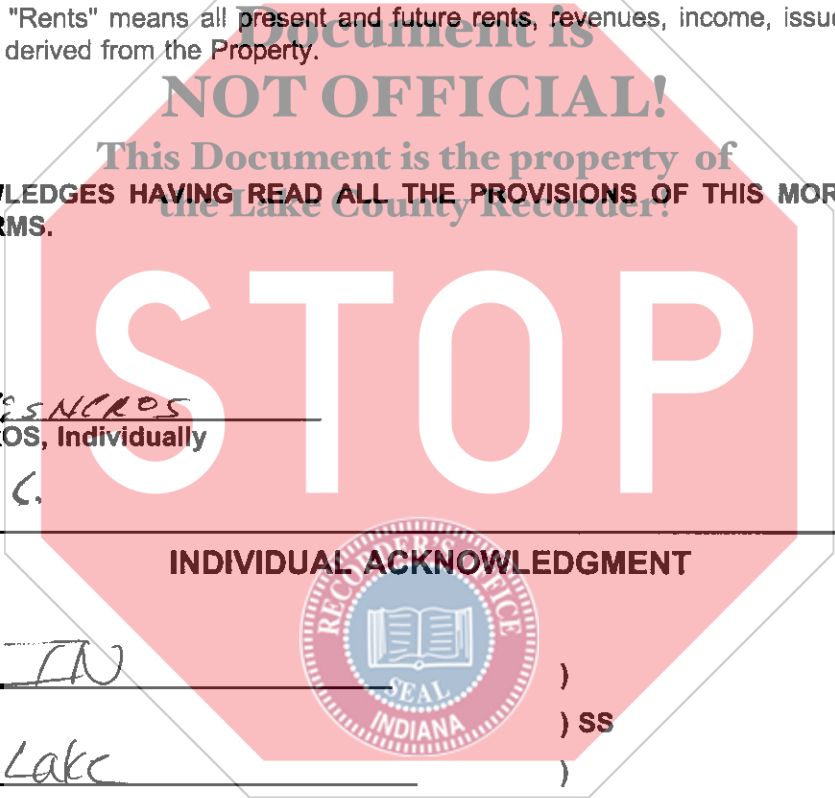 Document is
"Rents" means all present and future rents, revenues, income, issu
derived from the Property.
NOT OFFICIAL!
This Document is the property of
the Lake County Recorder!
LEDGES HAVING READ ALL THE PROVISIONS OF THIS MOR
RMS.
STOP
OS, Individually
C.
INDIVIDUAL ACKNOWLEDGMENT
RECORDER'S OFFICE
SEAL
INDIANA
IN )
) SS
Lake )